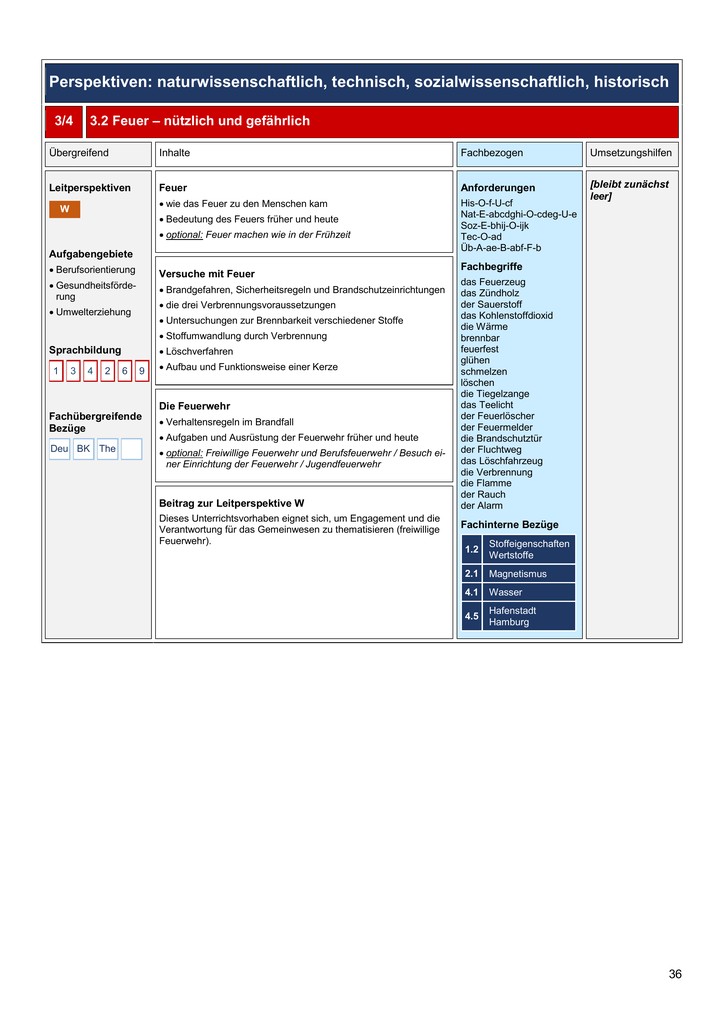 Perspektiven: naturwissenschaftlich, technisch, sozialwissenschaftlich, historisch
3/4 3.2 Feuer – nützlich und gefährlich
Übergreifend
Inhalte
Fachbezogen
Umsetzungshilfen
Leitperspektiven
W
Aufgabengebiete
• Berufsorientierung
• Gesundheitsförde-
rung
• Umwelterziehung
Sprachbildung
1 3 4 2 6 9
Fachübergreifende
Bezüge
Deu BK The
Feuer
• wie das Feuer zu den Menschen kam
• Bedeutung des Feuers früher und heute
• optional: Feuer machen wie in der Frühzeit
Versuche mit Feuer
• Brandgefahren, Sicherheitsregeln und Brandschutzeinrichtungen
• die drei Verbrennungsvoraussetzungen
• Untersuchungen zur Brennbarkeit verschiedener Stoffe
• Stoffumwandlung durch Verbrennung
• Löschverfahren
• Aufbau und Funktionsweise einer Kerze
Die Feuerwehr
• Verhaltensregeln im Brandfall
• Aufgaben und Ausrüstung der Feuerwehr früher und heute
• optional: Freiwillige Feuerwehr und Berufsfeuerwehr / Besuch ei-
ner Einrichtung der Feuerwehr / Jugendfeuerwehr
Beitrag zur Leitperspektive W
Dieses Unterrichtsvorhaben eignet sich, um Engagement und die
Verantwortung für das Gemeinwesen zu thematisieren (freiwillige
Feuerwehr).
Anforderungen
His-O-f-U-cf
Nat-E-abcdghi-O-cdeg-U-e
Soz-E-bhij-O-ijk
Tec-O-ad
Üb-A-ae-B-abf-F-b
Fachbegriffe
das Feuerzeug
das Zündholz
der Sauerstoff
das Kohlenstoffdioxid
die Wärme
brennbar
feuerfest
glühen
schmelzen
löschen
die Tiegelzange
das Teelicht
der Feuerlöscher
der Feuermelder
die Brandschutztür
der Fluchtweg
das Löschfahrzeug
die Verbrennung
die Flamme
der Rauch
der Alarm
Fachinterne Bezüge
1.2 Stoffeigenschaften
Wertstoffe
2.1 Magnetismus
4.1 Wasser
4.5 Hafenstadt
Hamburg
[bleibt zunächst
leer]
36